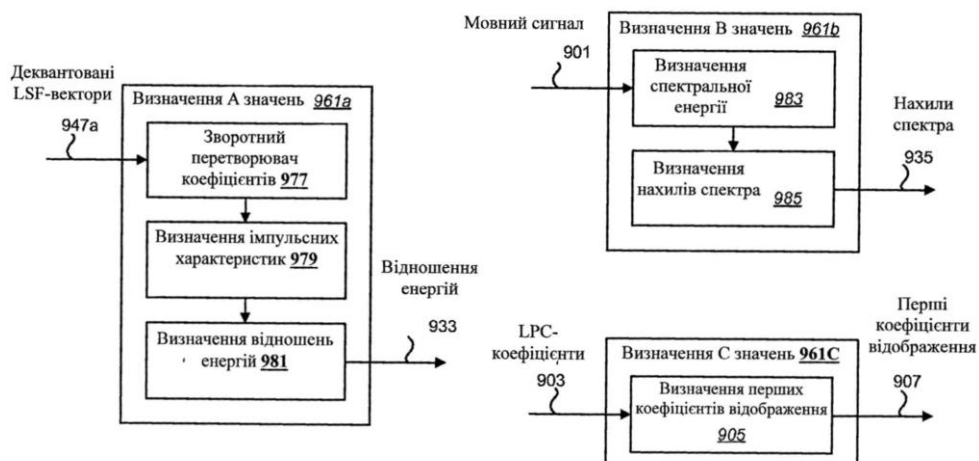 Деквантовані
LSF-вектори
947a
Визначення A значень 961a
Зворотний
перетворювач
коефіцієнтів 977
Визначення імпульсних
характеристик 979
Визначення відношень
енергій 981
Відношення
енергій
933
Мовний сигнал
901
Визначення B значень 961b
Визначення
спектральної
енергії 983
Визначення
нахилів спектра 985
Нахили
спектра
935
LPC-
коефіцієнти
903
Визначення C значень 961C
Визначення перших
коефіцієнтів відображення
905
Перші
коефіцієнти
відображення
907